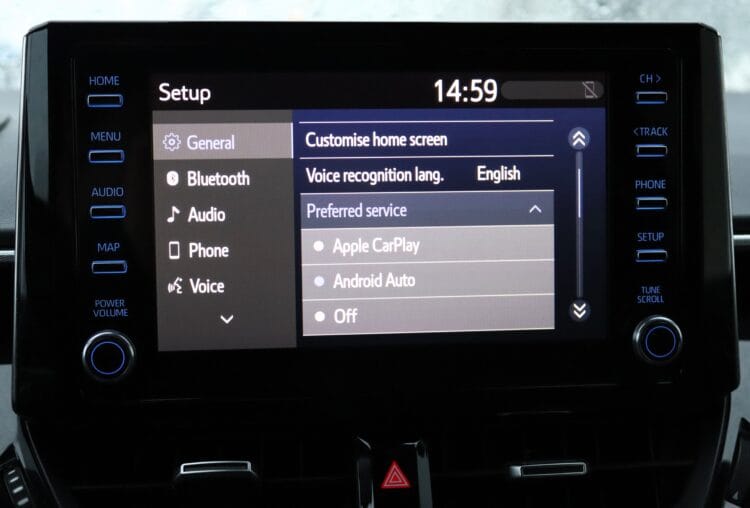 HOME
MENU
AUDIO
MAP
POWER
VOLUME
Setup
14:59
General
Bluetooth
Audio
Phone
Voice
Customise home screen
Voice recognition lang. English
Preferred service
Apple CarPlay
Android Auto
Off
CH >
< TRACK
PHONE
SETUP
TUNE
SCROLL